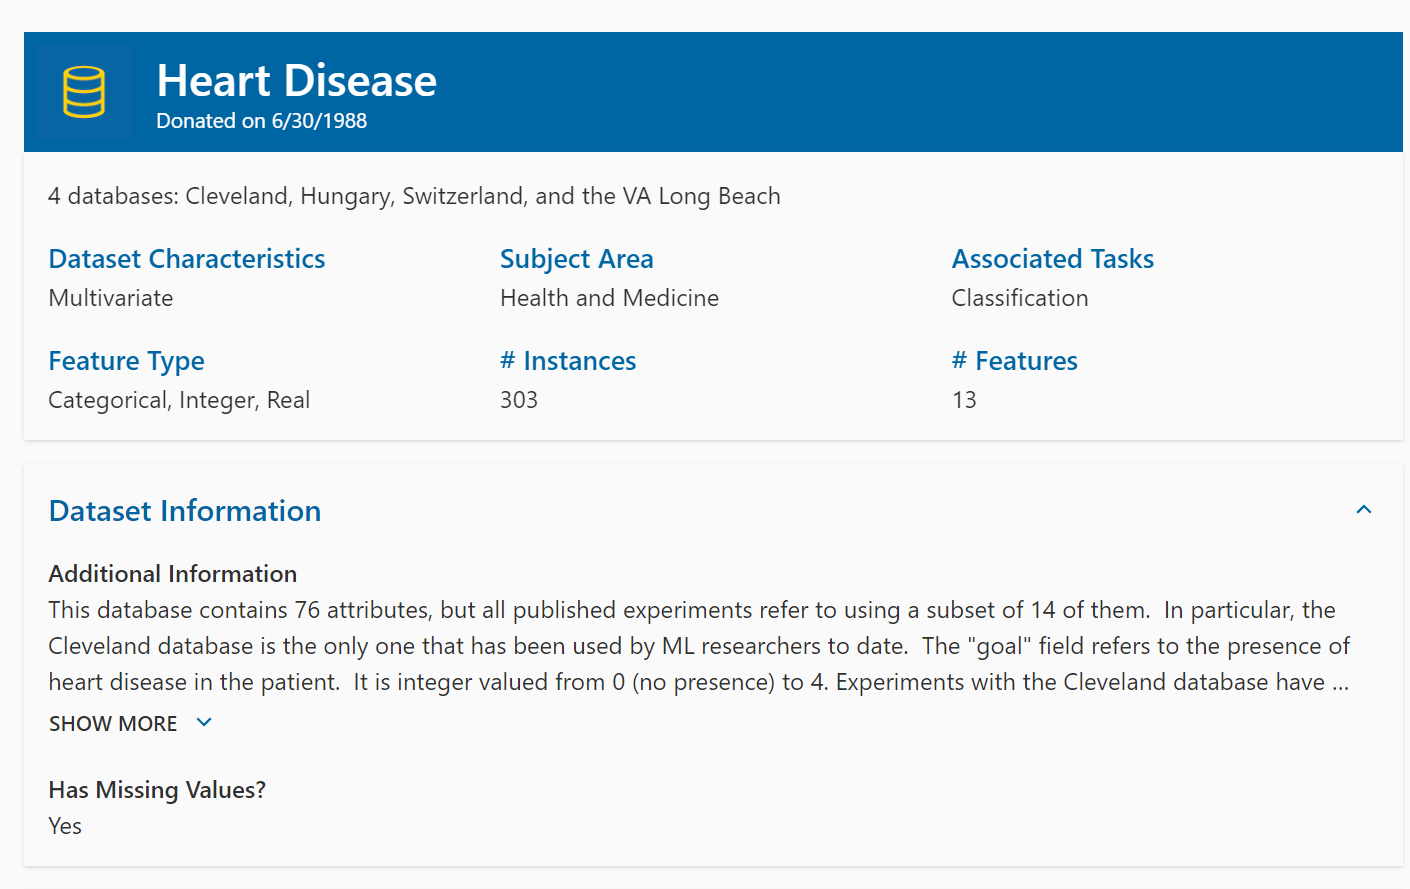 Heart Disease
Donated on 6/30/1988
4 databases: Cleveland, Hungary, Switzerland, and the VA Long Beach
Dataset Characteristics
Multivariate
Subject Area
Health and Medicine
Associated Tasks
Classification
Feature Type
Categorical, Integer, Real
# Instances
303
# Features
13
Dataset Information
Additional Information
This database contains 76 attributes, but all published experiments refer to using a subset of 14 of them.  In particular, the
Cleveland database is the only one that has been used by ML researchers to date.  The "goal" field refers to the presence of
heart disease in the patient.  It is integer valued from 0 (no presence) to 4. Experiments with the Cleveland database have ...
SHOW MORE
Has Missing Values?
Yes